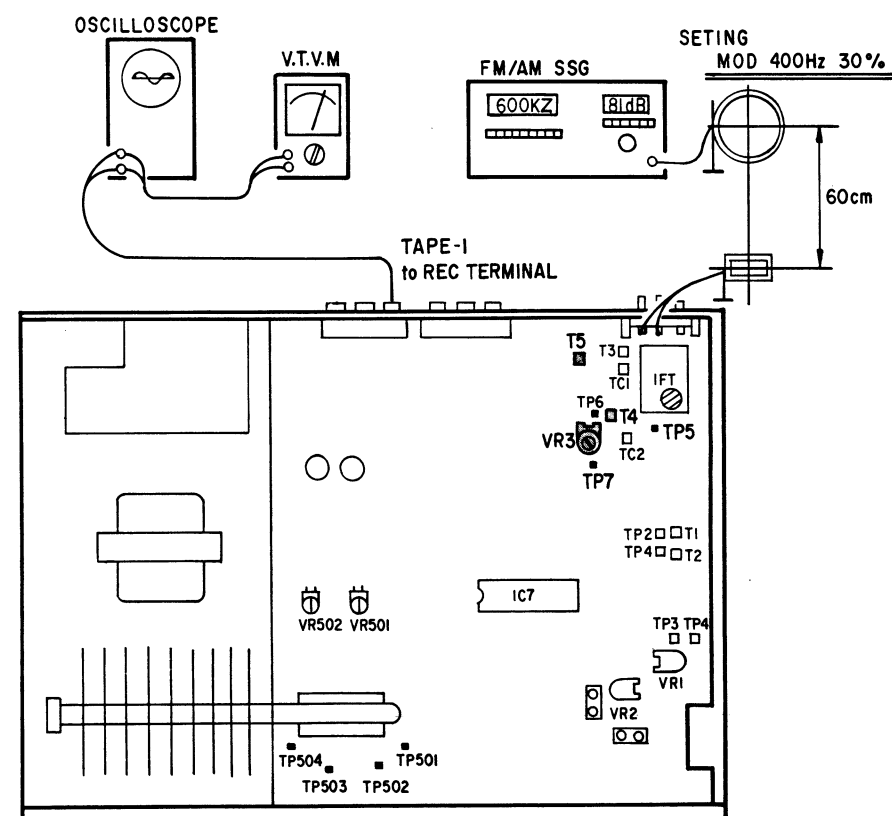 OSCILLOSCOPE
V.T.V.M
FM/AM SSG
SETING
MOD 400Hz 30%
600KZ
81dB
60cm
TAPE-1
to REC TERMINAL
T5
T3
TC1
IFT
TP6
T4
VR3
TC2
TP5
TP7
TP2
T1
TP4
T2
IC7
VR502
VR501
TP3
TP4
VR1
VR2
TP504
TP501
TP503
TP502